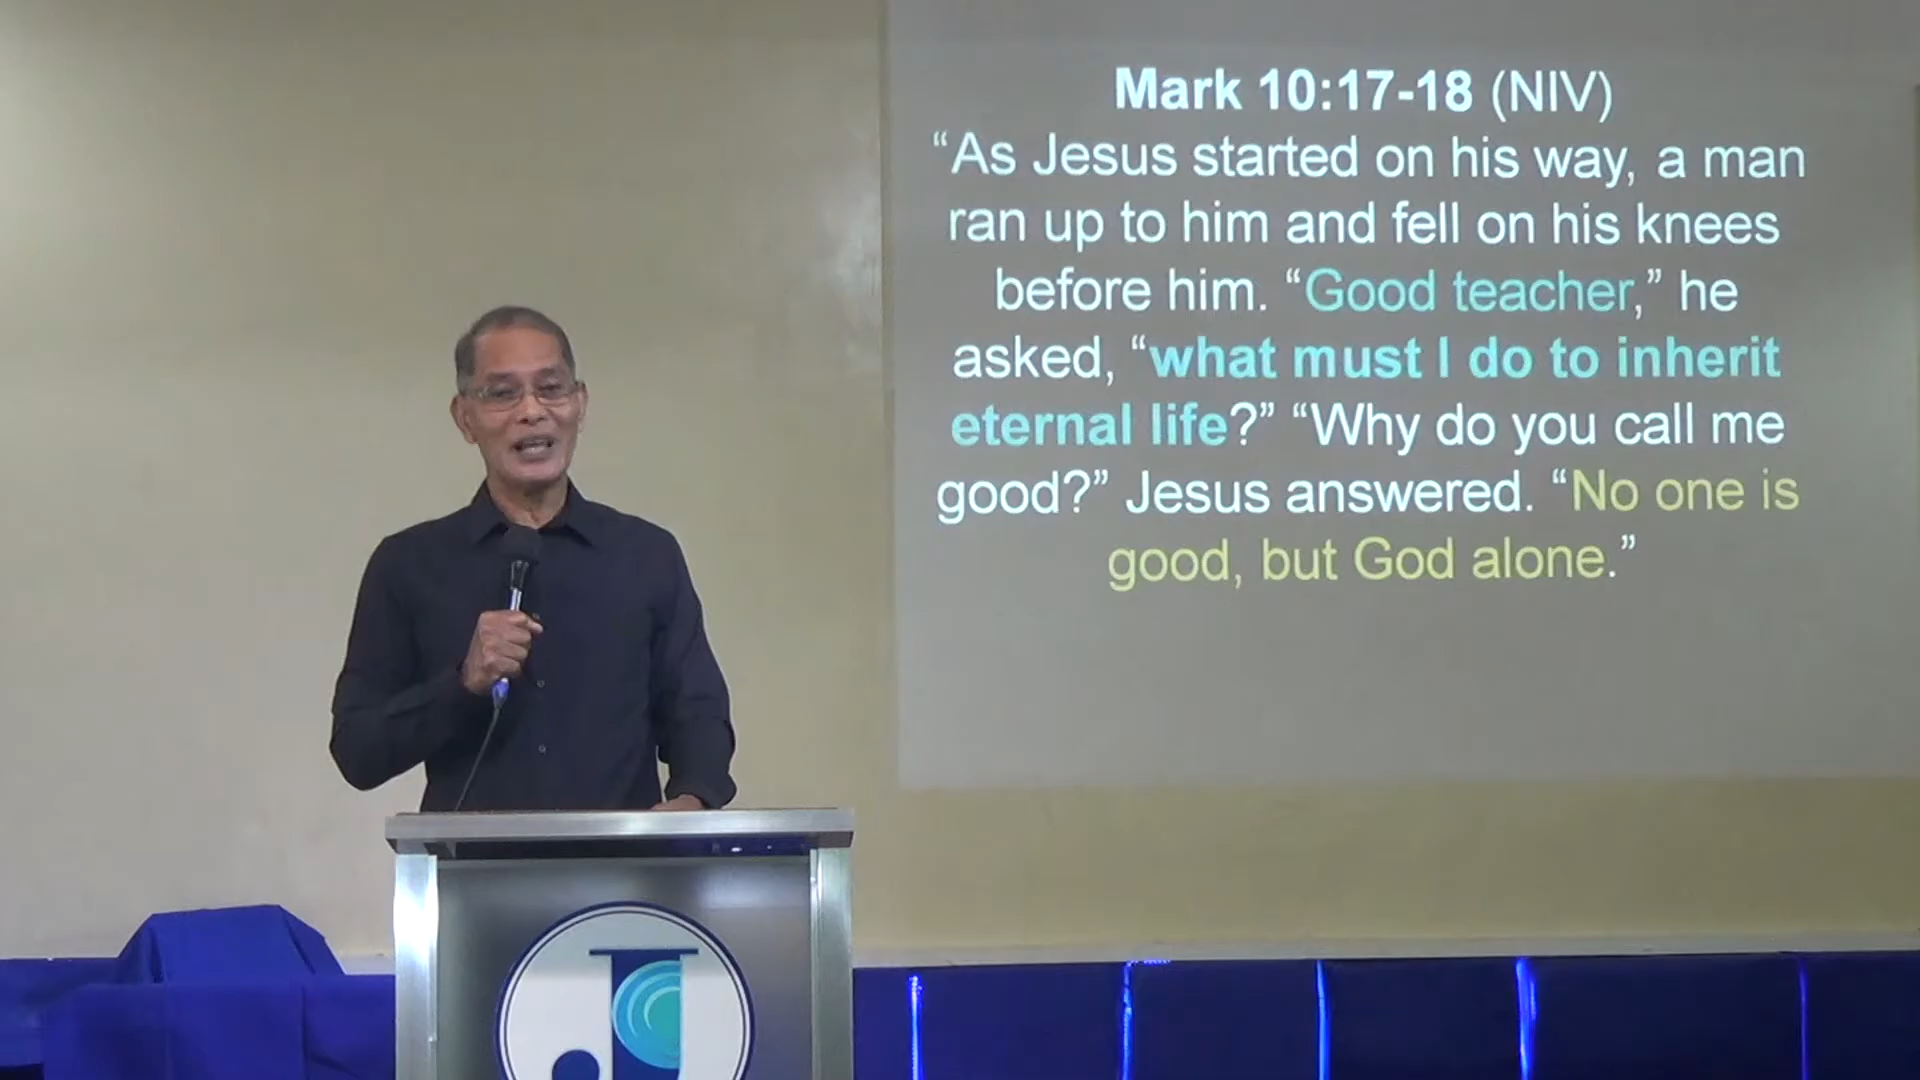 Mark 10:17-18 (NIV)
“As Jesus started on his way, a man
ran up to him and fell on his knees
before him. “Good teacher,” he
asked, “what must I do to inherit
eternal life?” “Why do you call me
good?” Jesus answered. “No one is
good, but God alone.”
J